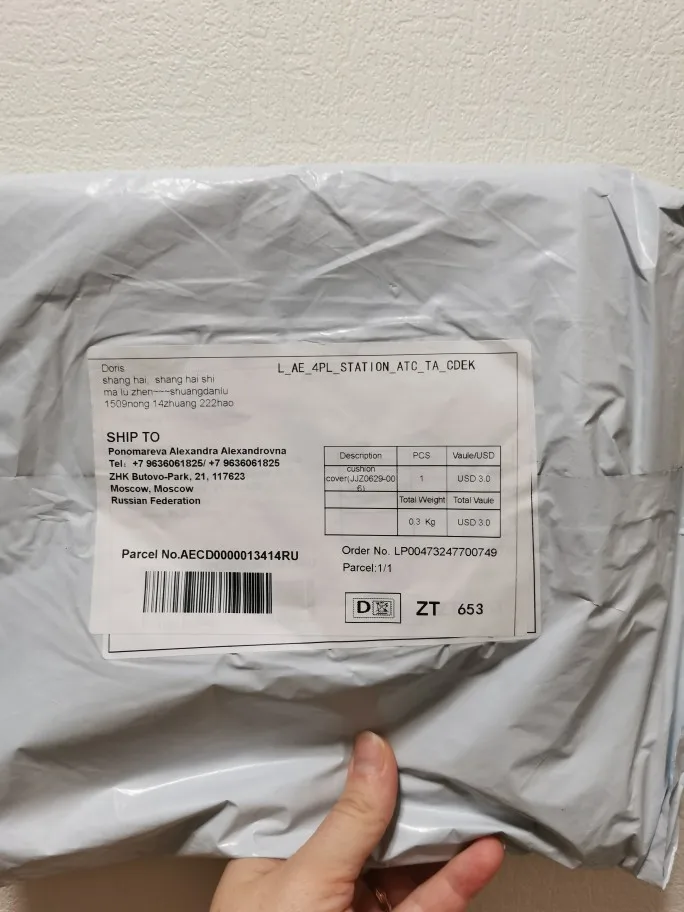 Doris
L_AE_4PL_STATION_ATC_TA_CDEK
shang hai, shang hai shi
ma lu zhen---shuangdanlu
1509nong 14zhuang 222hao
SHIP TO
Ponomareva Alexandra Alexandrovna
Tel: +7 9636061825/ +7 9636061825
ZHK Butovo-Park, 21, 117623
Moscow, Moscow
Russian Federation
Description PCS Vaule/USD
cushion
cover(JJZ0629-00 1 USD 3.0
6)
Total Weight Total Vaule
0.3 Kg USD 3.0
Parcel No.AECD0000013414RU
Order No. LP00473247700749
Parcel:1/1
D ZT 653